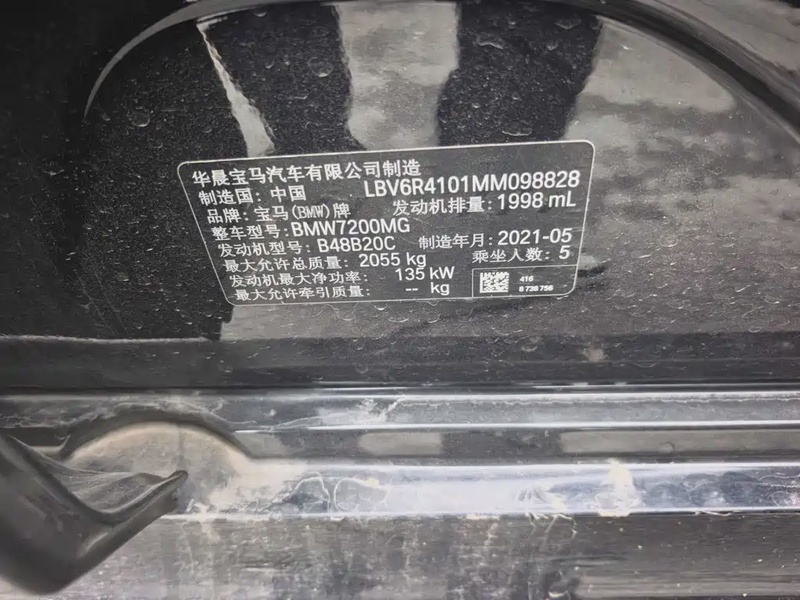 华晨宝马汽车有限公司制造
制造国: 中国 LBV6R4101MM098828
品牌: 宝马(BMW)牌 发动机排量: 1998 mL
整车型号: BMW7200MG
发动机型号: B48B20C 制造年月: 2021-05
最大允许总质量: 2055 kg 乘坐人数: 5
发动机最大净功率: 135 kW
最大允许牵引质量: -- kg
416
8 736 756